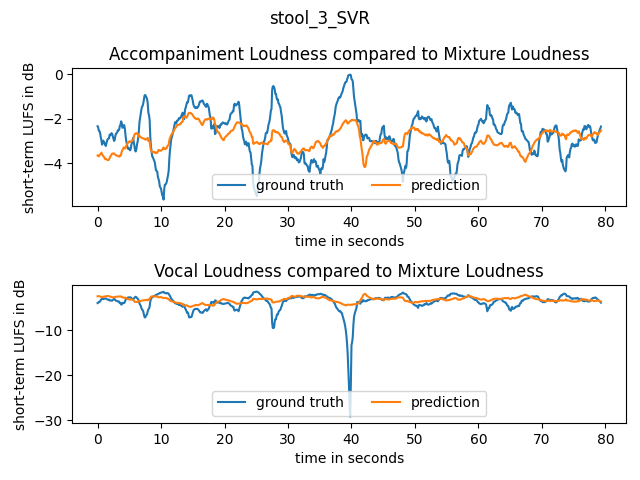 stool_3_SVR
Accompaniment Loudness compared to Mixture Loudness
short-term LUFS in dB
0
−2
−4
ground truth
prediction
0 10 20 30 40 50 60 70 80
time in seconds
Vocal Loudness compared to Mixture Loudness
short-term LUFS in dB
−10
−20
−30
ground truth
prediction
0 10 20 30 40 50 60 70 80
time in seconds